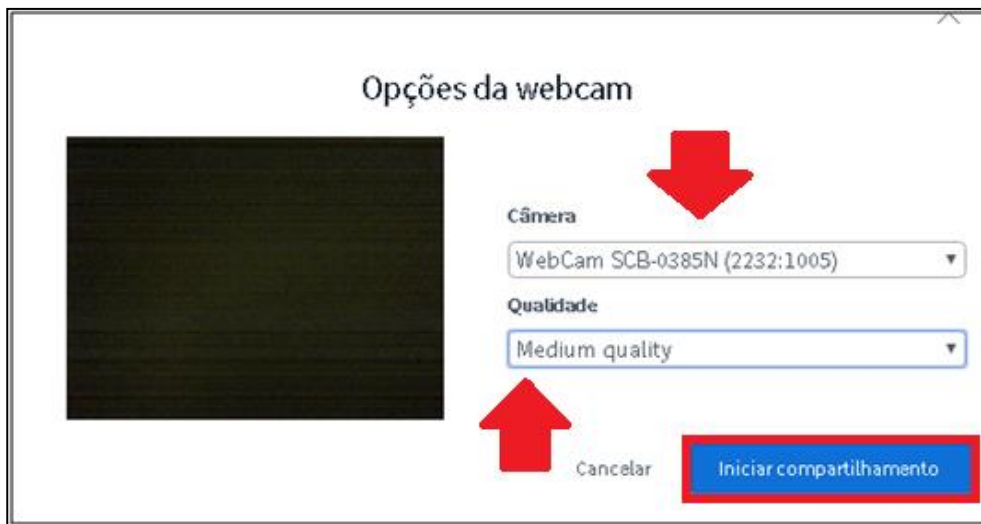 Opções da webcam
Câmera
WebCam SCB-0385N (2232:1005)
Qualidade
Medium quality
Cancelar
Iniciar compartilhamento